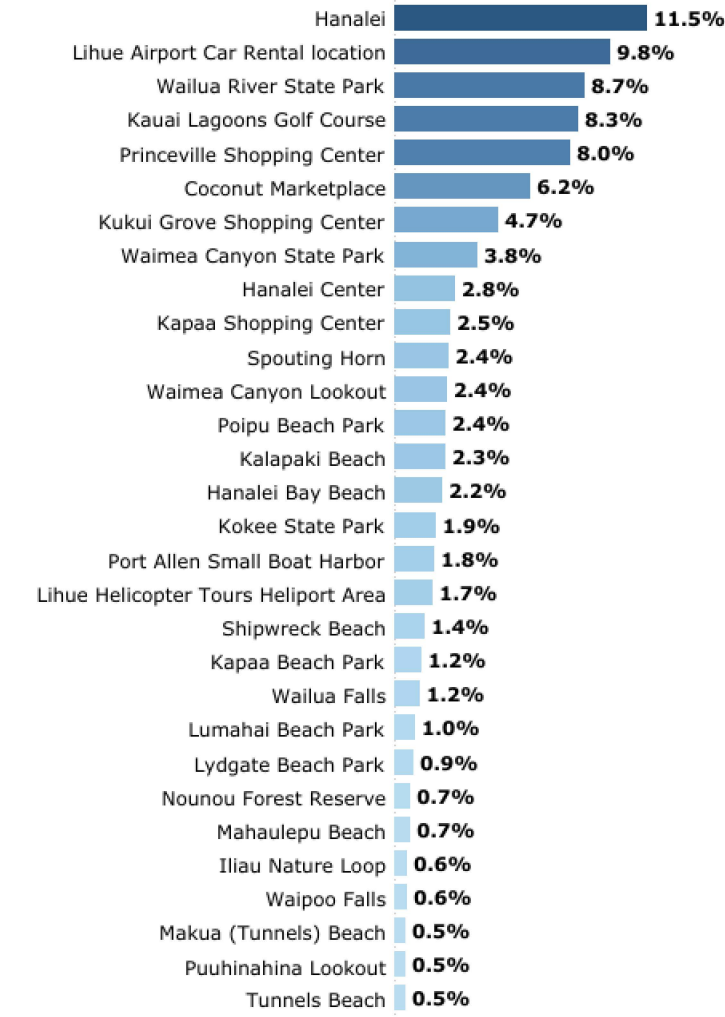 Hanalei 11.5%
Lihue Airport Car Rental location 9.8%
Wailua River State Park 8.7%
Kauai Lagoons Golf Course 8.3%
Princeville Shopping Center 8.0%
Coconut Marketplace 6.2%
Kukui Grove Shopping Center 4.7%
Waimea Canyon State Park 3.8%
Hanalei Center 2.8%
Kapaa Shopping Center 2.5%
Spouting Horn 2.4%
Waimea Canyon Lookout 2.4%
Poipu Beach Park 2.4%
Kalapaki Beach 2.3%
Hanalei Bay Beach 2.2%
Kokee State Park 1.9%
Port Allen Small Boat Harbor 1.8%
Lihue Helicopter Tours Heliport Area 1.7%
Shipwreck Beach 1.4%
Kapaa Beach Park 1.2%
Wailua Falls 1.2%
Lumahai Beach Park 1.0%
Lydgate Beach Park 0.9%
Nounou Forest Reserve 0.7%
Mahaulepu Beach 0.7%
Iliau Nature Loop 0.6%
Waipoo Falls 0.6%
Makua (Tunnels) Beach 0.5%
Puuhinahina Lookout 0.5%
Tunnels Beach 0.5%